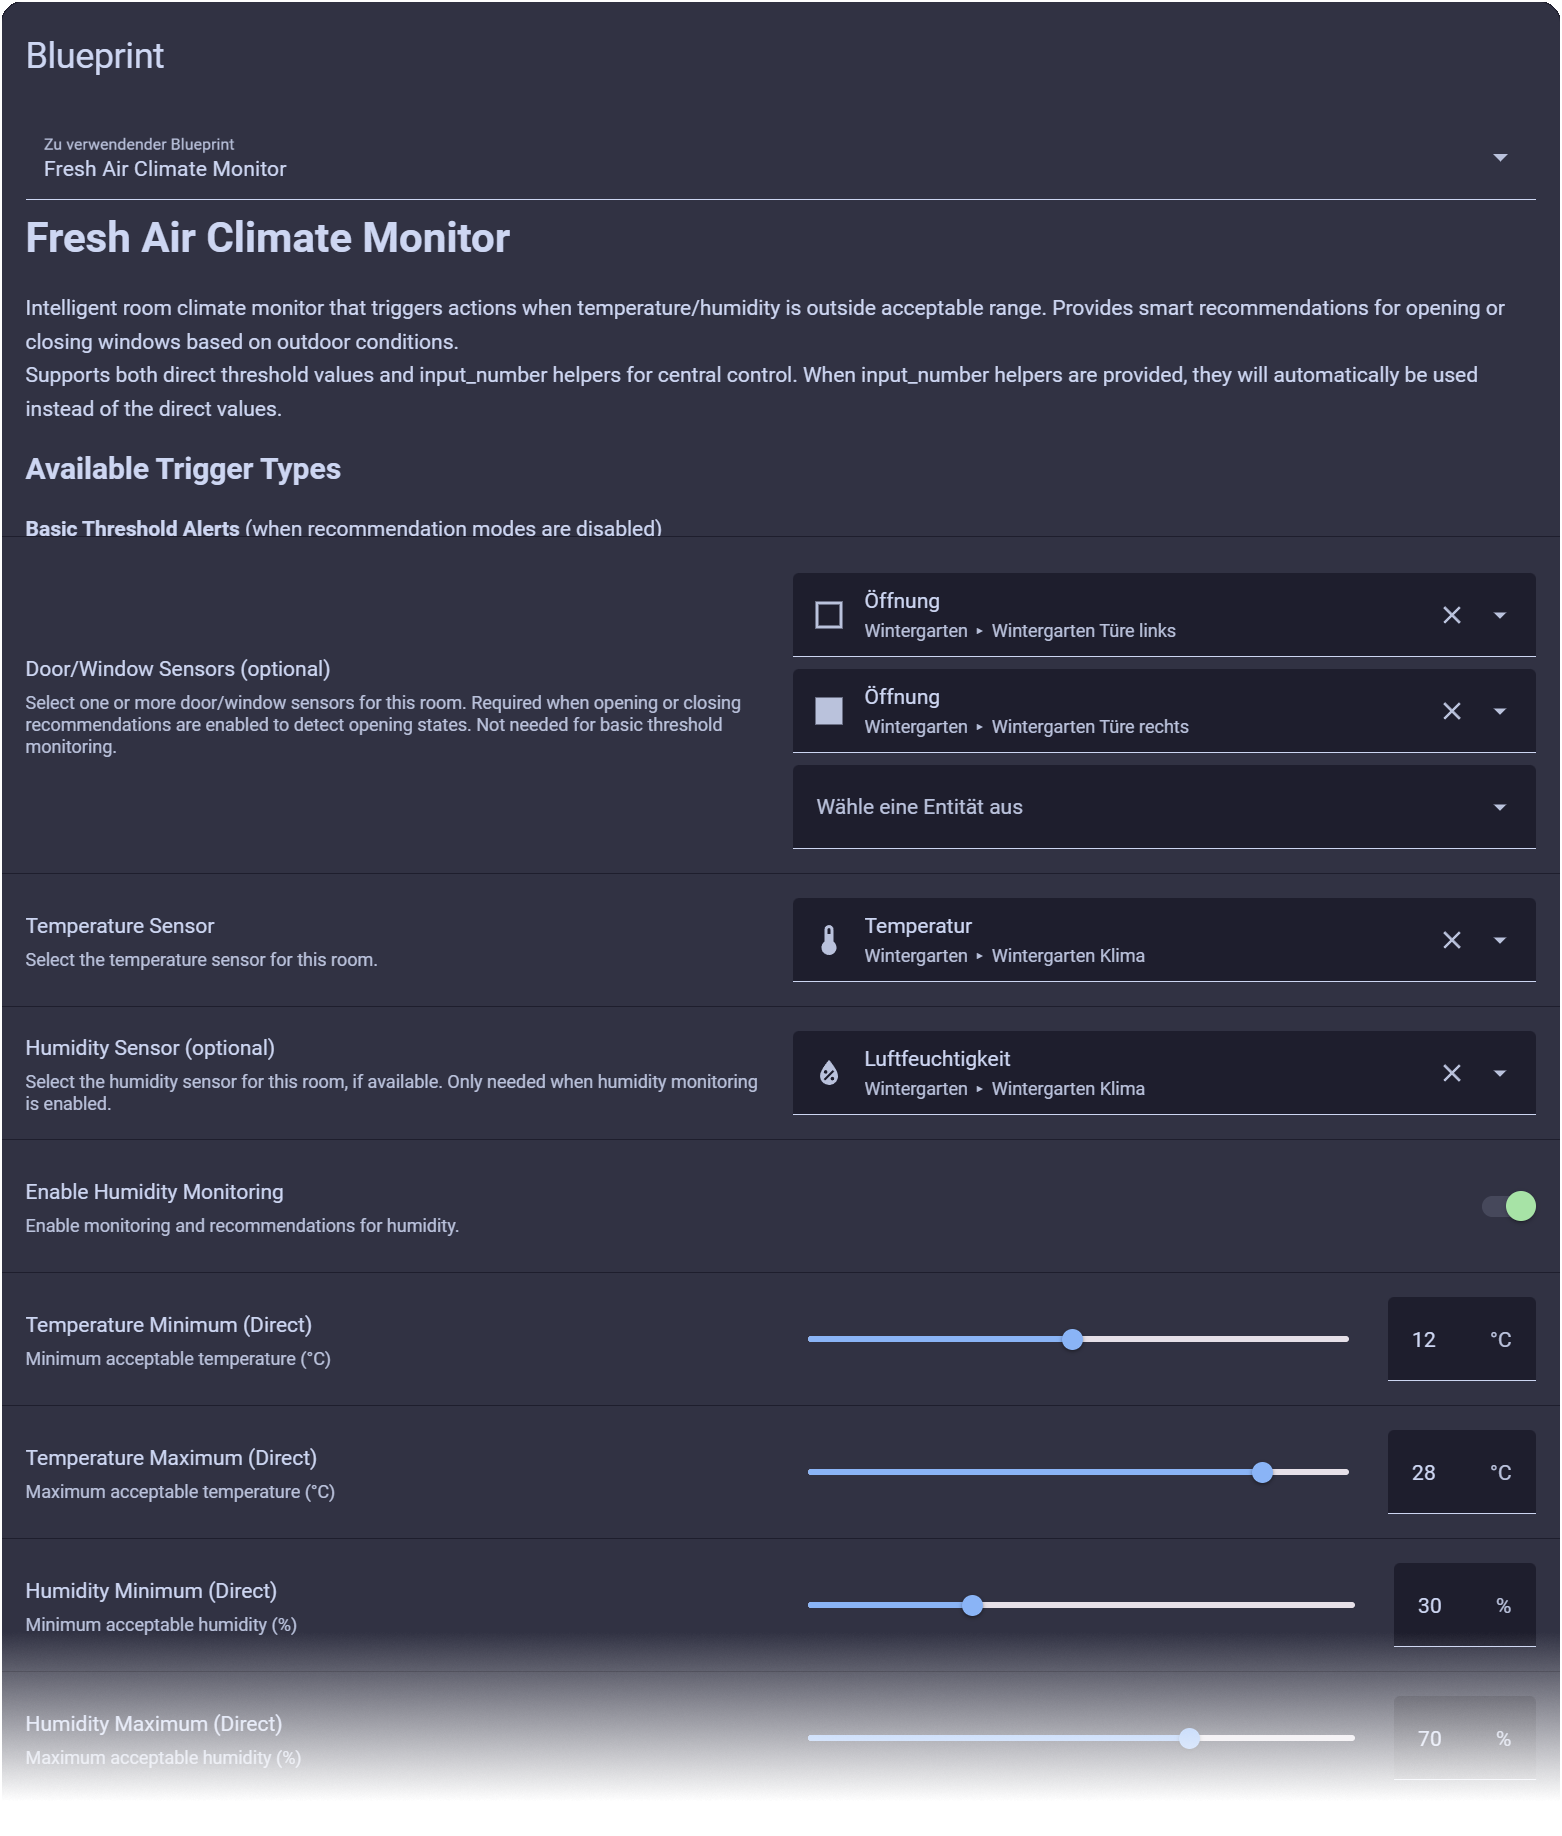 Blueprint
Zu verwendender Blueprint
Fresh Air Climate Monitor
Fresh Air Climate Monitor
Intelligent room climate monitor that triggers actions when temperature/humidity is outside acceptable range. Provides smart recommendations for opening or
closing windows based on outdoor conditions.
Supports both direct threshold values and input_number helpers for central control. When input_number helpers are provided, they will automatically be used
instead of the direct values.
Available Trigger Types
Basic Threshold Alerts (when recommendation modes are disabled)
Door/Window Sensors (optional)
Select one or more door/window sensors for this room. Required when opening or closing
recommendations are enabled to detect opening states. Not needed for basic threshold
monitoring.
Öffnung
Wintergarten ▸ Wintergarten Türe links
Öffnung
Wintergarten ▸ Wintergarten Türe rechts
Wähle eine Entität aus
Temperature Sensor
Select the temperature sensor for this room.
Temperatur
Wintergarten ▸ Wintergarten Klima
Humidity Sensor (optional)
Select the humidity sensor for this room, if available. Only needed when humidity monitoring
is enabled.
Luftfeuchtigkeit
Wintergarten ▸ Wintergarten Klima
Enable Humidity Monitoring
Enable monitoring and recommendations for humidity.
Temperature Minimum (Direct)
Minimum acceptable temperature (°C)
12 °C
Temperature Maximum (Direct)
Maximum acceptable temperature (°C)
28 °C
Humidity Minimum (Direct)
Minimum acceptable humidity (%)
30 %
Humidity Maximum (Direct)
Maximum acceptable humidity (%)
70 %